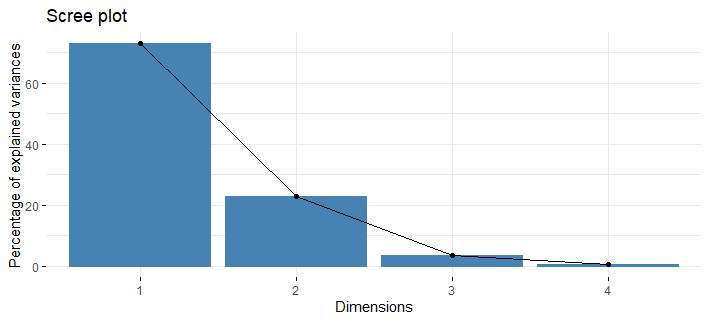 Scree plot
Percentage of explained variances
60
40
20
0
1 2 3 4
Dimensions